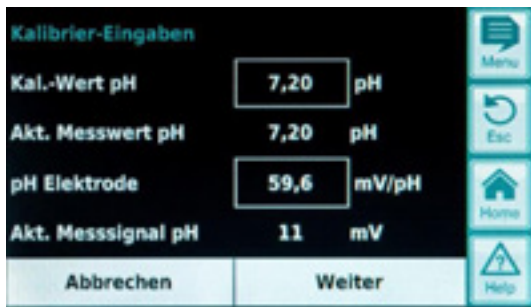 Kalibrier-Eingaben
Menu
Kal.-Wert pH 7,20 pH
Akt. Messwert pH 7,20 pH
Esc
pH Elektrode 59,6 mV/pH
Home
Akt. Messsignal pH 11 mV
Abbrechen Weiter
Help